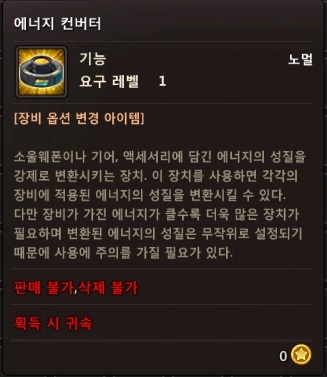 에너지 컨버터
기능
노멀
요구 레벨 1
[장비 옵션 변경 아이템]
소울웨폰이나 기어, 액세서리에 담긴 에너지의 성질을
강제로 변환시키는 장치. 이 장치를 사용하면 각각의
장비에 적용된 에너지의 성질을 변환시킬 수 있다.
다만 장비가 가진 에너지가 클수록 더욱 많은 장치가
필요하며 변환된 에너지의 성질은 무작위로 설정되기
때문에 사용에 주의를 가질 필요가 있다.
판매 불가,삭제 불가
획득 시 귀속
0